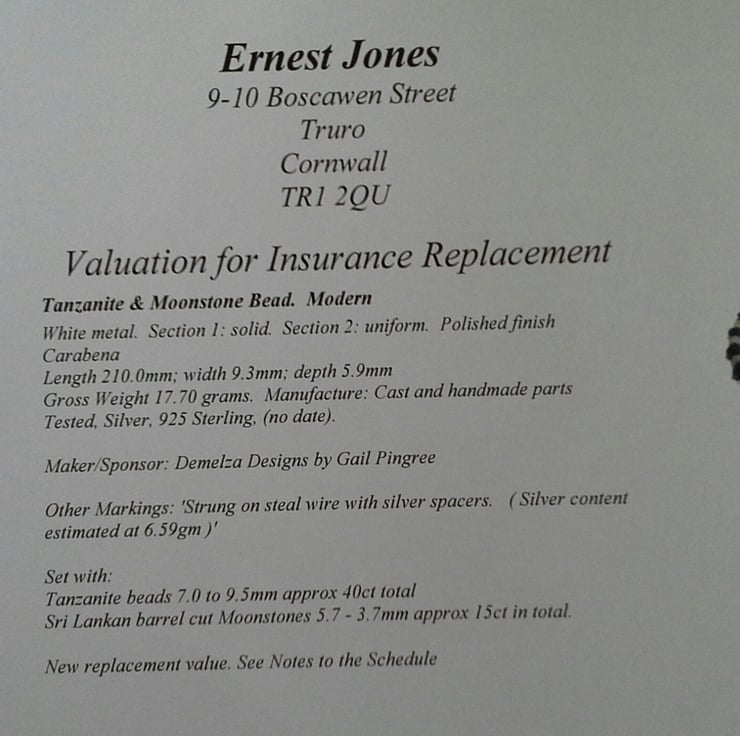 Ernest Jones
9-10 Boscawen Street
Truro
Cornwall
TR1 2QU
Valuation for Insurance Replacement
Tanzanite & Moonstone Bead.  Modern
White metal.  Section 1: solid.  Section 2: uniform.  Polished finish
Carabena
Length 210.0mm; width 9.3mm; depth 5.9mm
Gross Weight 17.70 grams.  Manufacture: Cast and handmade parts
Tested, Silver, 925 Sterling, (no date).
Maker/Sponsor: Demelza Designs by Gail Pingree
Other Markings: 'Strung on steal wire with silver spacers.   ( Silver content
estimated at 6.59gm )'
Set with:
Tanzanite beads 7.0 to 9.5mm approx 40ct total
Sri Lankan barrel cut Moonstones 5.7 - 3.7mm approx 15ct in total.
New replacement value. See Notes to the Schedule